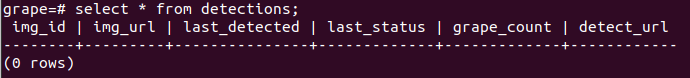 grape=# select * from detections;
 img_id | img_url | last_detected | last_status | grape_count | detect_url
--------+---------+---------------+-------------+-------------+------------
(0 rows)